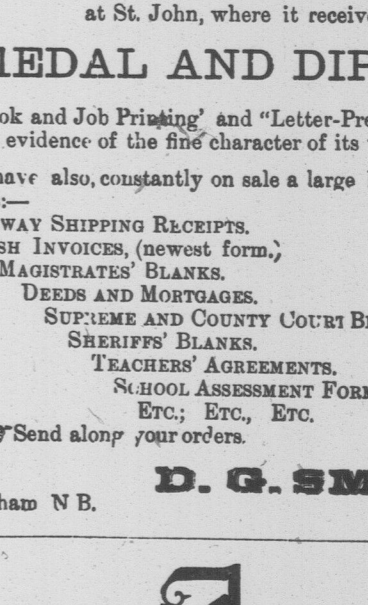 at St. John, where it receiv
MEDAL AND DIP
ok and Job Printing' and "Letter-Pre
evidence of the fine character of its
have also, constantly on sale a large
:—
WAY SHIPPING RECEIPTS.
SH INVOICES, (newest form.)
MAGISTRATES' BLANKS.
DEEDS AND MORTGAGES.
SUPREME AND COUNTY COURT B
SHERIFFS' BLANKS.
TEACHERS' AGREEMENTS.
SCHOOL ASSESSMENT FOR
ETC.; ETC., ETC.
Send along your orders.
D. G. SM
ham N B.